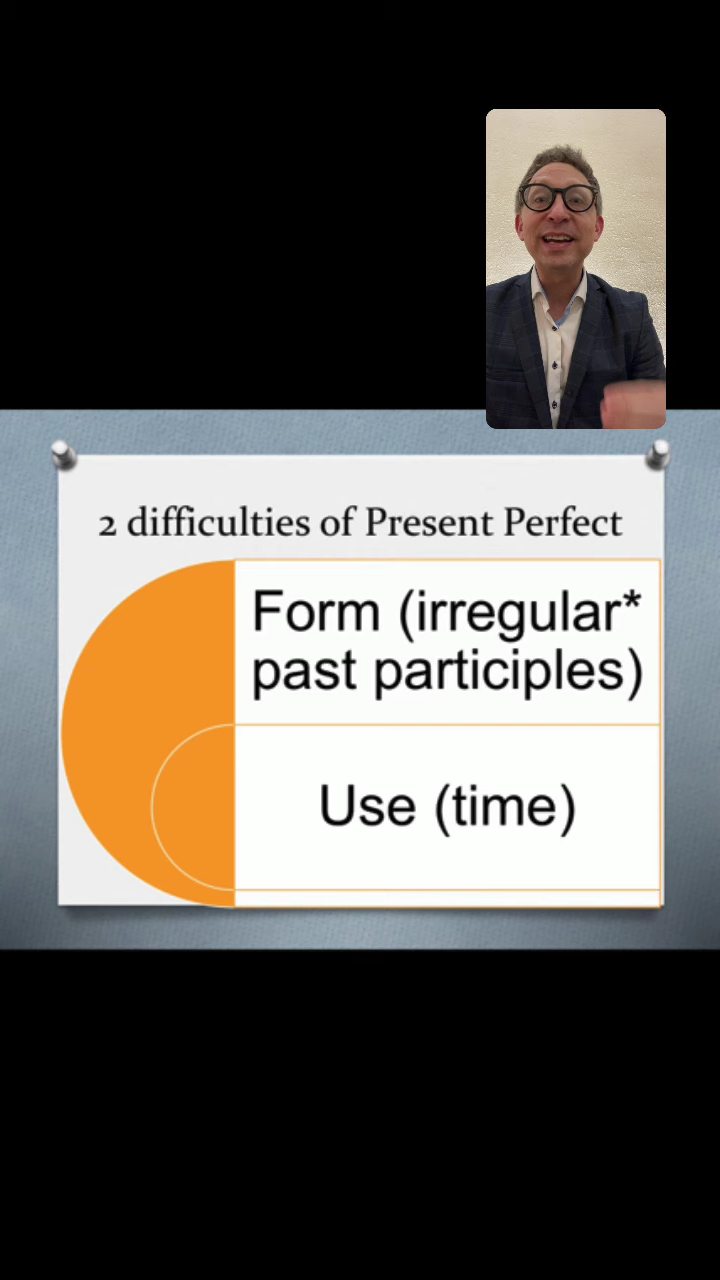 2 difficulties of Present Perfect
Form (irregular*
past participles)
Use (time)